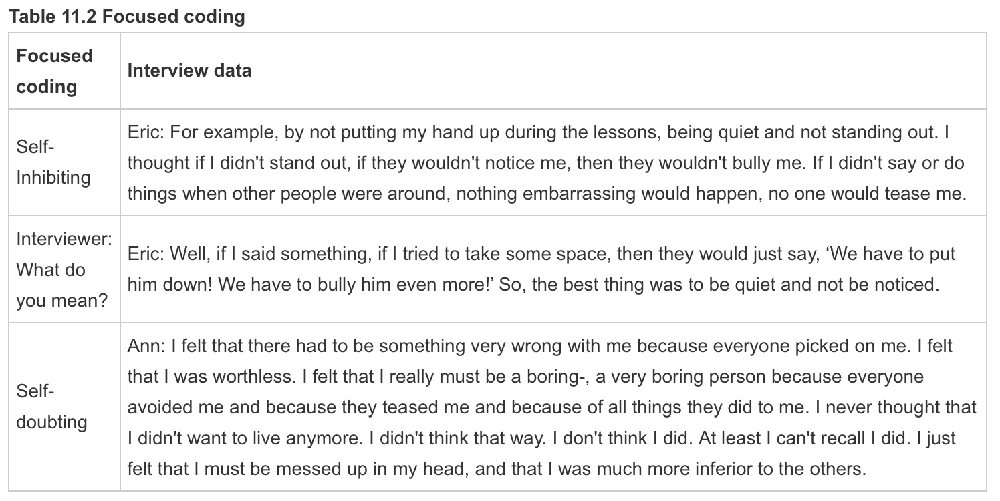 Table 11.2 Focused coding
Focused
coding
Interview data
Self-
Inhibiting
Eric: For example, by not putting my hand up during the lessons, being quiet and not standing out. I
thought if I didn't stand out, if they wouldn't notice me, then they wouldn't bully me. If I didn't say or do
things when other people were around, nothing embarrassing would happen, no one would tease me.
Interviewer:
What do
you mean?
Eric: Well, if I said something, if I tried to take some space, then they would just say, ‘We have to put
him down! We have to bully him even more!’ So, the best thing was to be quiet and not be noticed.
Self-
doubting
Ann: I felt that there had to be something very wrong with me because everyone picked on me. I felt
that I was worthless. I felt that I really must be a boring-, a very boring person because everyone
avoided me and because they teased me and because of all things they did to me. I never thought that
I didn't want to live anymore. I didn't think that way. I don't think I did. At least I can't recall I did. I just
felt that I must be messed up in my head, and that I was much more inferior to the others.